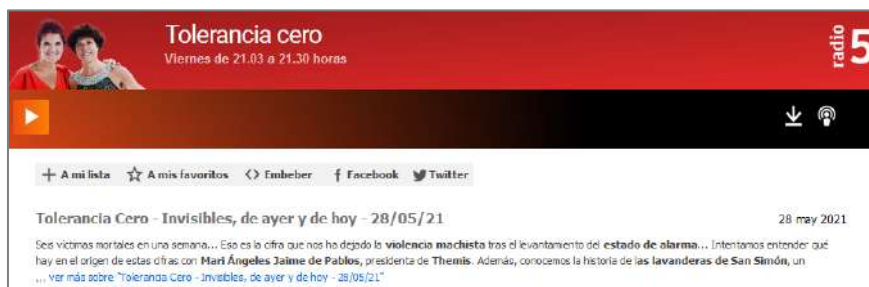 Tolerancia cero
Viernes de 21.03 a 21.30 horas
radio 5
A mi lista A mis favoritos Embeber Facebook Twitter
Tolerancia Cero - Invisibles, de ayer y de hoy - 28/05/21 28 may 2021
Seis víctimas mortales en una semana... Esa es la cifra que nos ha dejado la violencia machista tras el levantamiento del estado de alarma... Intentamos entender qué
hay en el origen de estas cifras con Mari Ángeles Jaime de Pablos, presidenta de Themis. Además, conocemos la historia de las lavanderas de San Simón, un
... ver más sobre "Tolerancia Cero - Invisibles, de ayer y de hoy - 28/05/21"